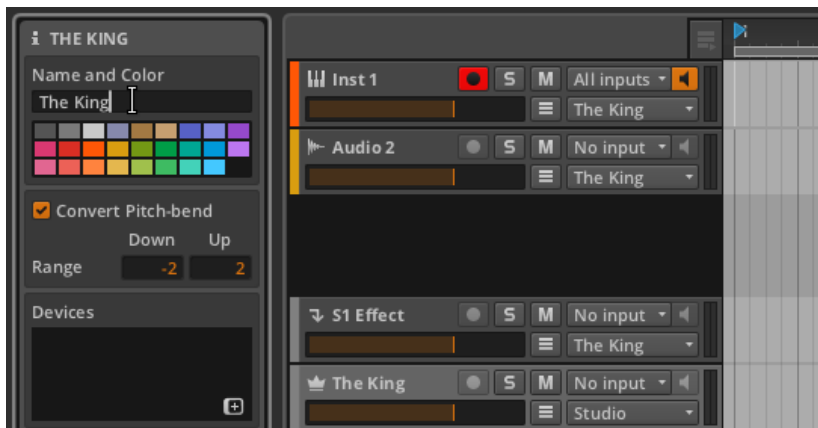 THE KING
Name and Color
The King
Convert Pitch-bend
Down Up
Range -2 2
Devices
Inst 1 S M All inputs
The King
Audio 2 S M No input
The King
S1 Effect S M No input
The King
The King S M No input
Studio